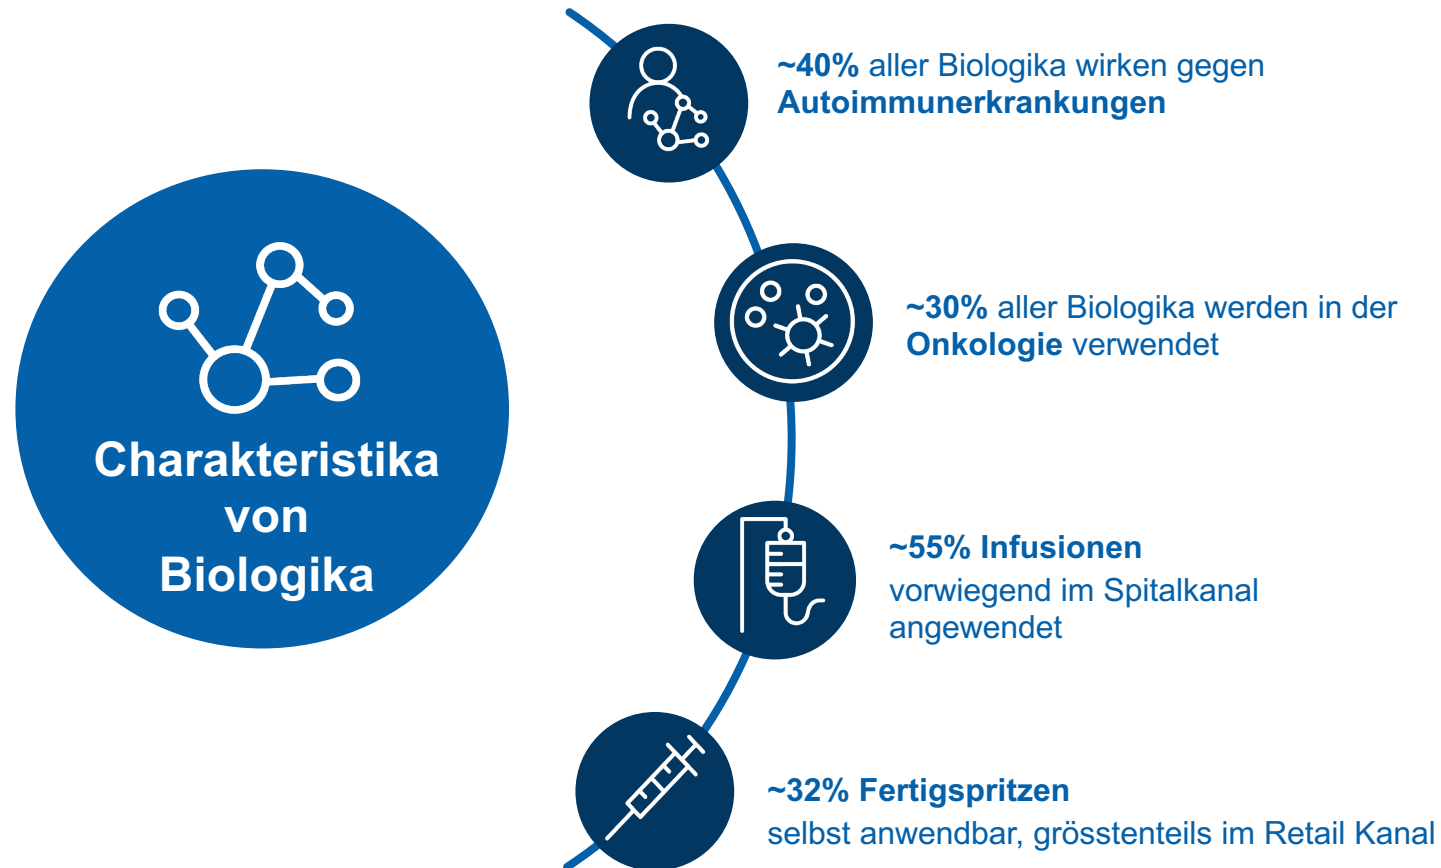 Charakteristika
von
Biologika
~40% aller Biologika wirken gegen
Autoimmunerkrankungen
~30% aller Biologika werden in der
Onkologie verwendet
~55% Infusionen
vorwiegend im Spitalkanal
angewendet
~32% Fertigspritzen
selbst anwendbar, grösstenteils im Retail Kanal